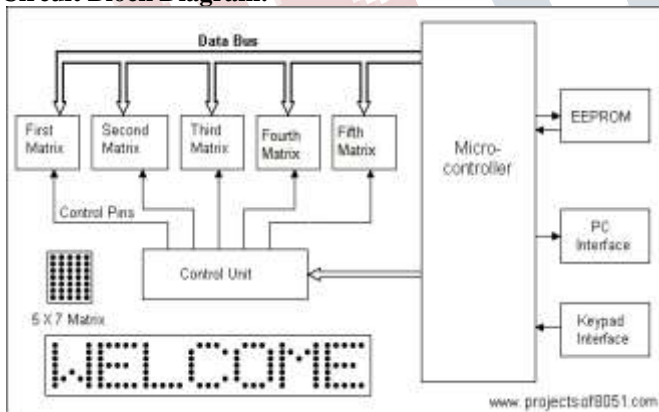 Circuit Block Diagram:
Data Bus
First
Matrix
Second
Matrix
Third
Matrix
Fourth
Matrix
Fifth
Matrix
Micro-
controller
EEPROM
Control Pins
PC
Interface
Control Unit
5 X 7 Matrix
Keypad
Interface
WELCOME
www.projectsof8051.com